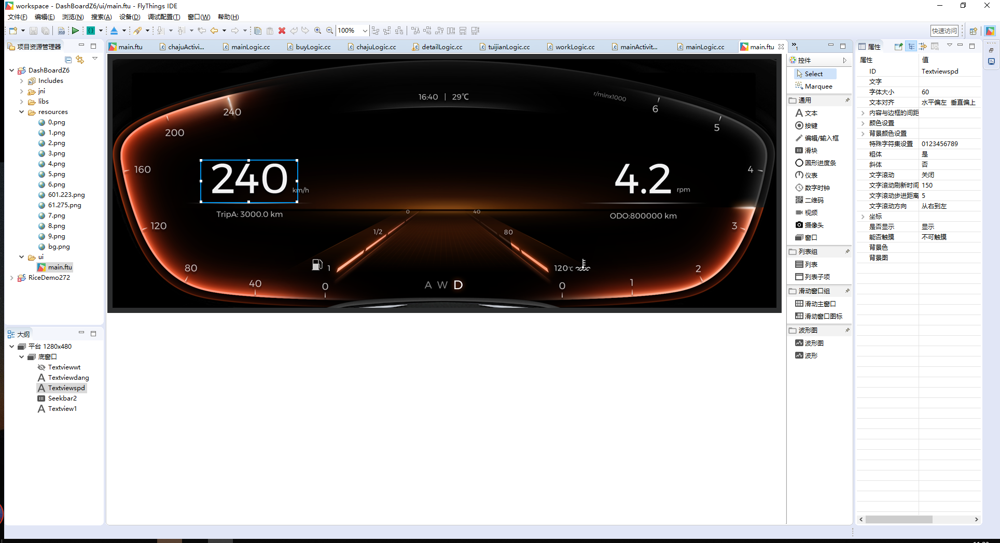 workspace - DashBoardZ6/ui/main.ftu - FlyThings IDE
文件(F) 编辑(E) 浏览(N) 搜索(A) 设备(D) 调试配置(T) 窗口(W) 帮助(H)
100% 快速访问
项目资源管理器
DashBoardZ6
Includes
jni
libs
resources
0.png
1.png
2.png
3.png
4.png
5.png
6.png
601.223.png
61.275.png
7.png
8.png
9.png
bg.png
ui
main.ftu
RiceDemo272
大纲
平台 1280x480
底窗口
Textviewwt
Textviewdang
Textviewspd
Seekbar2
Textview1
main.ftu chajuActivi... mainLogic.cc buyLogic.cc chajuLogic.cc detailLogic.cc tuijianLogic.cc workLogic.cc mainActivit... mainLogic.cc main.ftu »1
16:40 | 29℃ r/minx1000
240 6
200 5
160 4
240 km/h 4.2 rpm
TripA: 3000.0 km 0 40 ODO:800000 km
120 1/2 80 3
80 1 120℃ 2
40 0 A W D 0 1
控件
Select
Marquee
通用
文本
按键
编辑/输入框
滑块
圆形进度条
仪表
数字时钟
二维码
视频
摄像头
窗口
列表组
列表
列表子项
滑动窗口组
滑动主窗口
滑动窗口图标
波形图
波形图
波形
属性
属性 值
ID Textviewspd
文字
字体大小 60
文本对齐 水平偏左 垂直偏上
内容与边框的间距
颜色设置
背景颜色设置
特殊字符集设置 0123456789
粗体 是
斜体 否
文字滚动 关闭
文字滚动刷新时间 150
文字滚动步进距离 5
文字滚动方向 从右到左
坐标
是否显示 显示
能否触摸 不可触摸
背景色
背景图